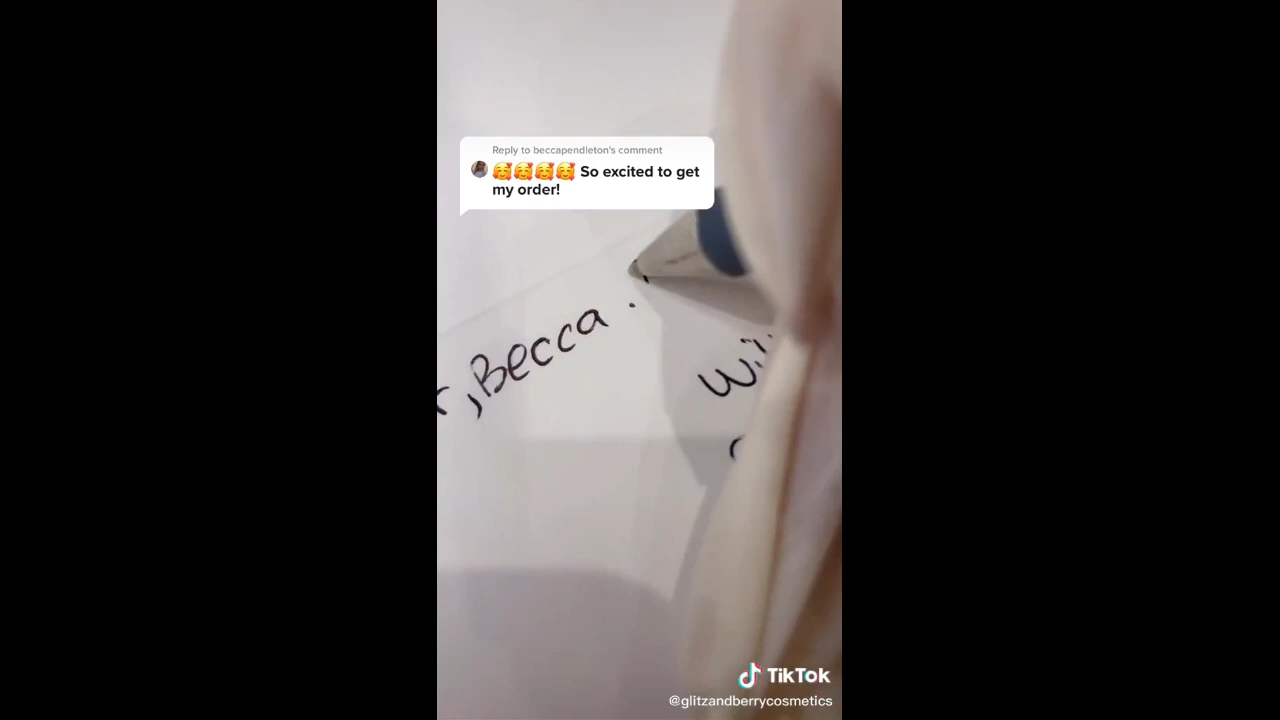 Reply to beccapendleton's comment
🥰🥰🥰🥰 So excited to get
my order!
, Becca.
TikTok
@glitzandberrycosmetics